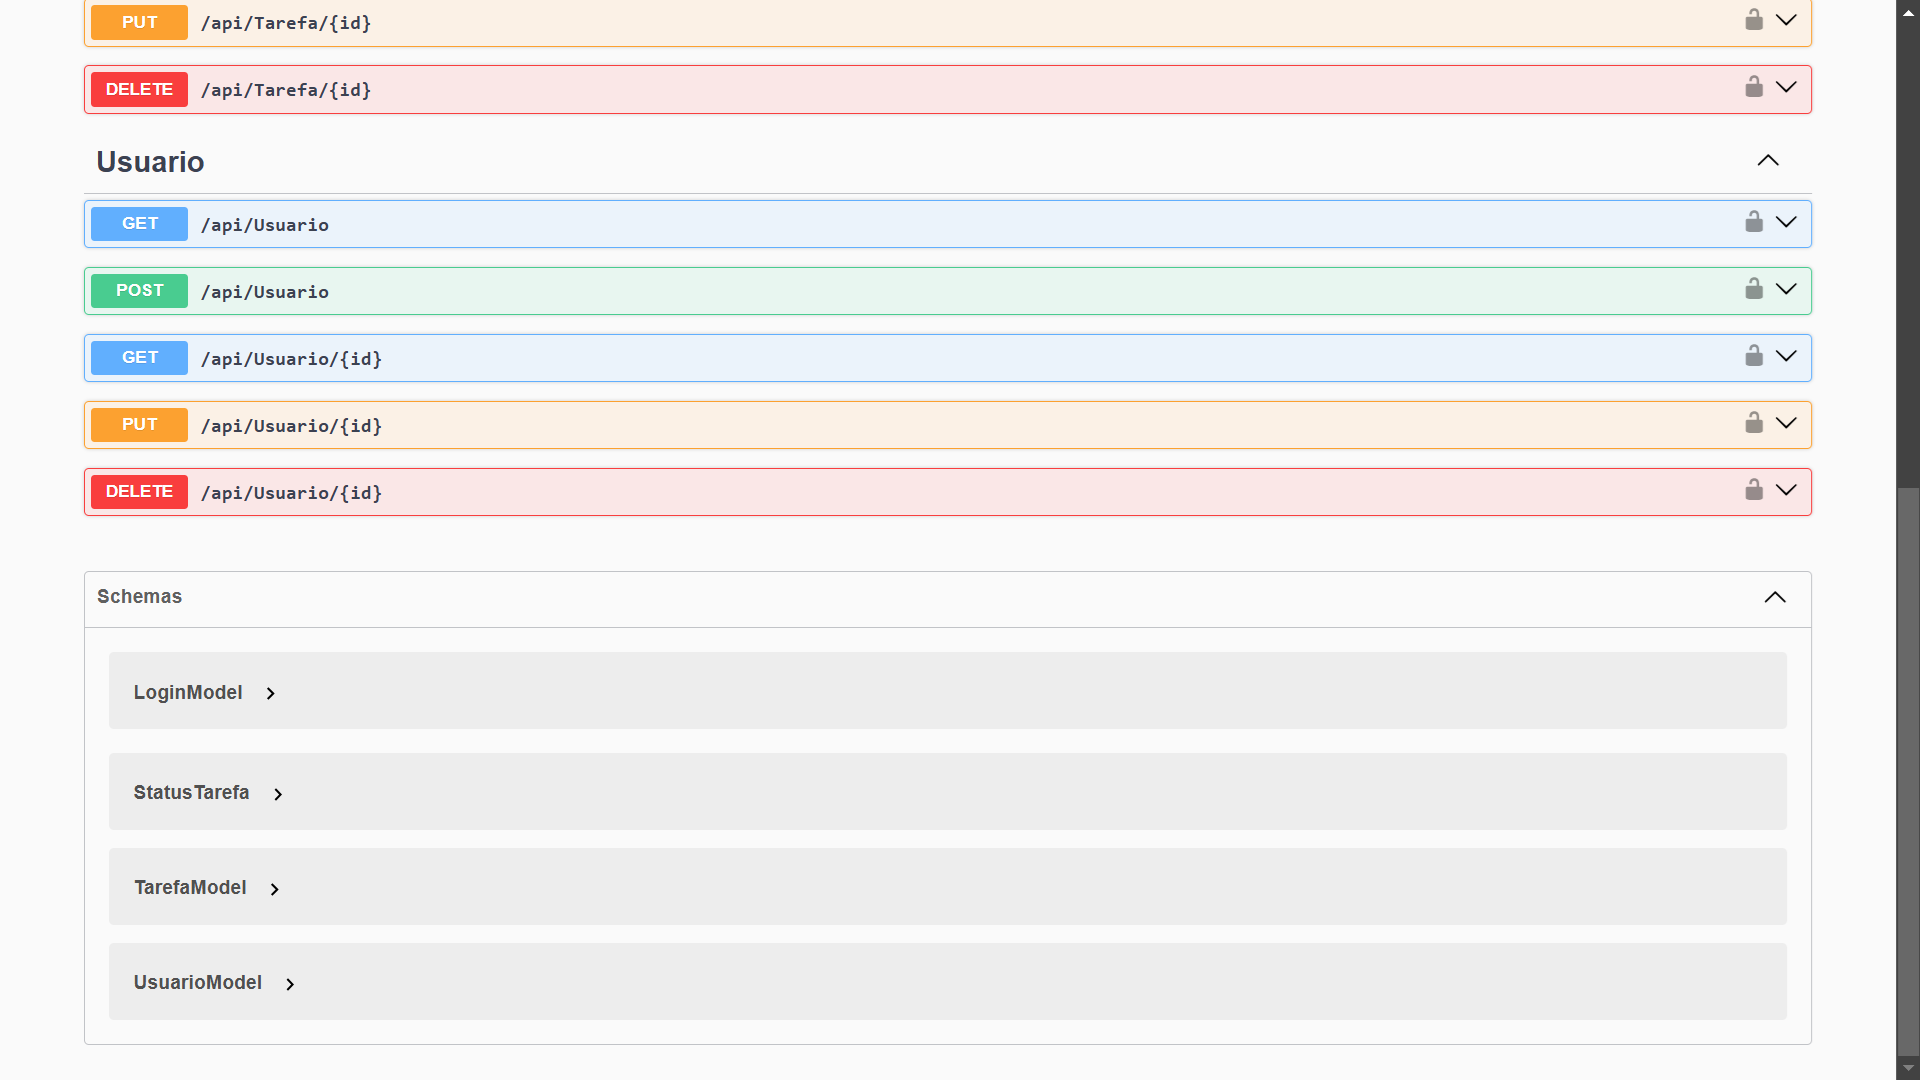 PUT /api/Tarefa/{id}
DELETE /api/Tarefa/{id}
Usuario
GET /api/Usuario
POST /api/Usuario
GET /api/Usuario/{id}
PUT /api/Usuario/{id}
DELETE /api/Usuario/{id}
Schemas
LoginModel
StatusTarefa
TarefaModel
UsuarioModel